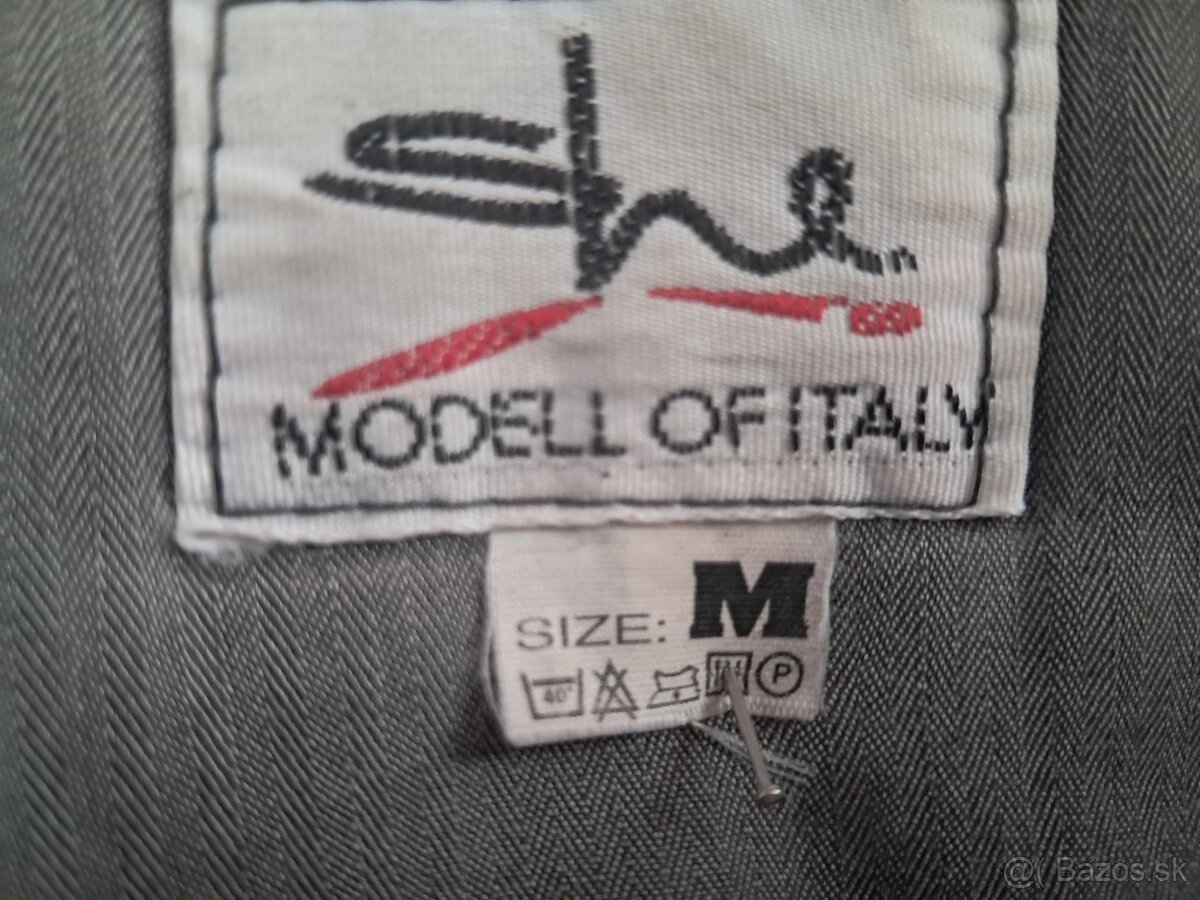 She
MODELL OF ITALY
SIZE: M
40° P
@( Bazos.sk